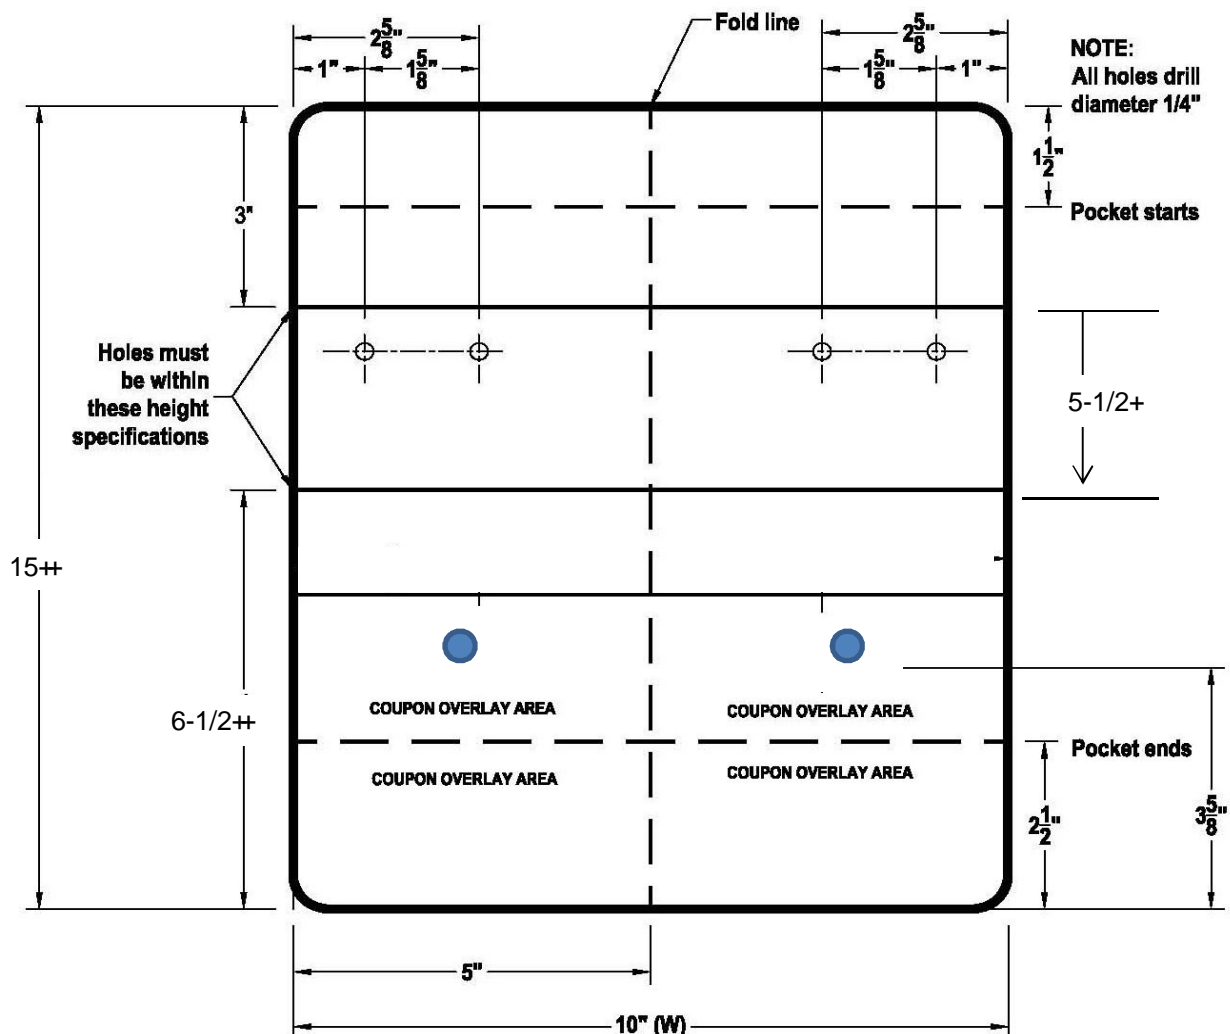 Fold line
2 5/8"
2 5/8"
1"
1 5/8"
1 5/8"
1"
NOTE:
All holes drill
diameter 1/4"
1 1/2"
3"
Pocket starts
Holes must
be within
these height
specifications
5-1/2+
15++
6-1/2++
COUPON OVERLAY AREA
COUPON OVERLAY AREA
Pocket ends
COUPON OVERLAY AREA
COUPON OVERLAY AREA
2 1/2"
3 5/8"
5"
10" (W)